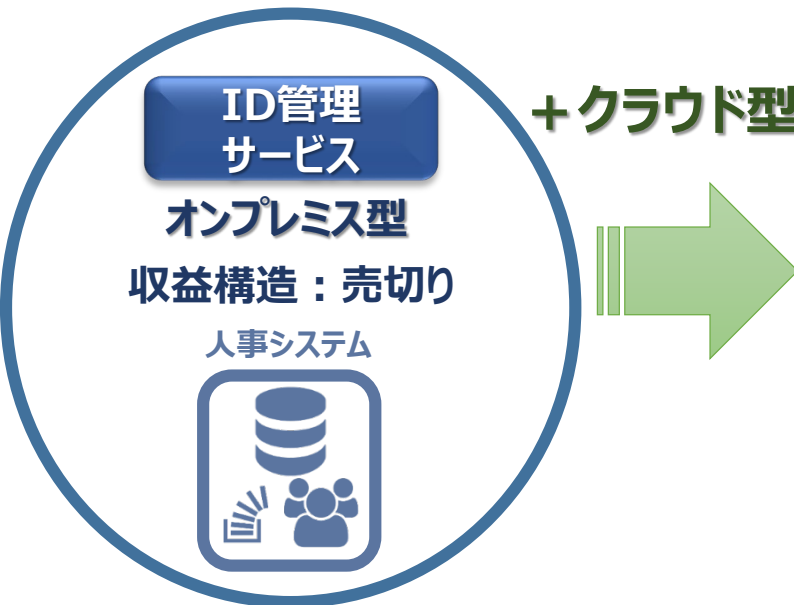 ID管理
サービス
+クラウド型
オンプレミス型
収益構造：売切り
人事システム